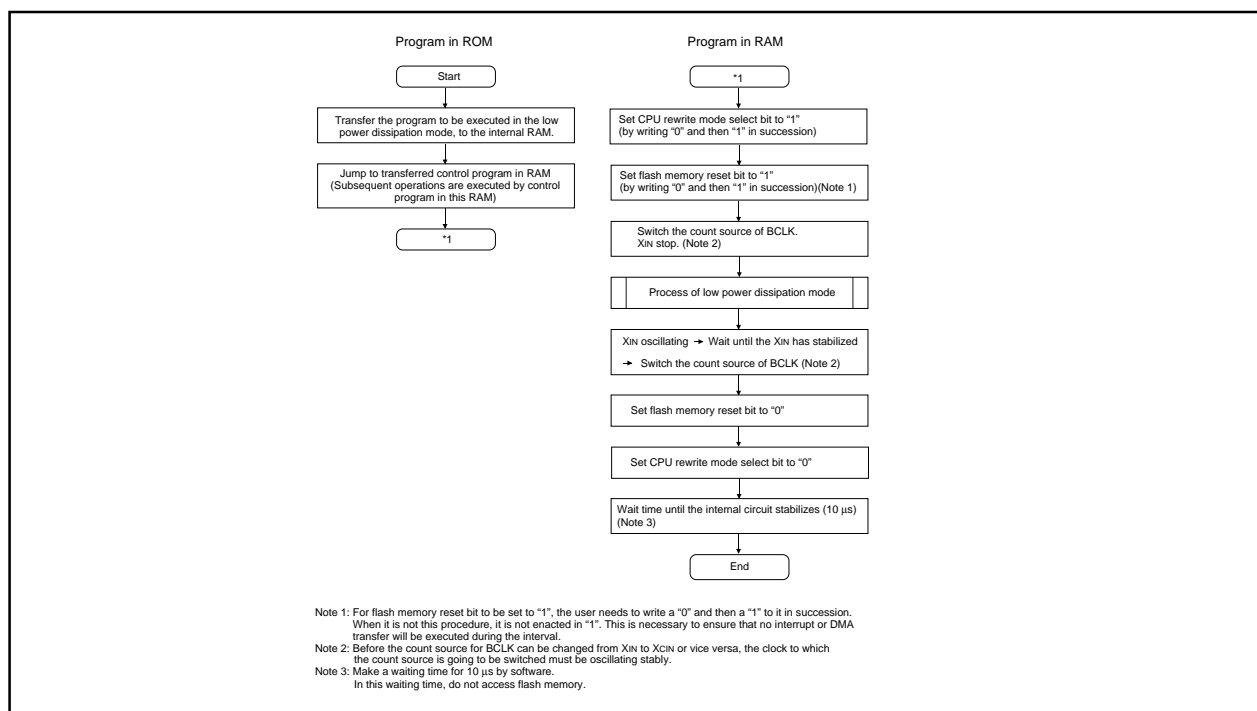 Program in ROM
Start
Transfer the program to be executed in the low
power dissipation mode, to the internal RAM.
Jump to transferred control program in RAM
(Subsequent operations are executed by control
program in this RAM)
*1
Program in RAM
*1
Set CPU rewrite mode select bit to “1”
(by writing “0” and then “1” in succession)
Set flash memory reset bit to “1”
(by writing “0” and then “1” in succession)(Note 1)
Switch the count source of BCLK.
XIN stop. (Note 2)
Process of low power dissipation mode
XIN oscillating → Wait until the XIN has stabilized
→ Switch the count source of BCLK (Note 2)
Set flash memory reset bit to “0”
Set CPU rewrite mode select bit to “0”
Wait time until the internal circuit stabilizes (10 μs)
(Note 3)
End
Note 1: For flash memory reset bit to be set to “1”, the user needs to write a “0” and then a “1” to it in succession.
When it is not this procedure, it is not enacted in “1”. This is necessary to ensure that no interrupt or DMA
transfer will be executed during the interval.
Note 2: Before the count source for BCLK can be changed from XIN to XCIN or vice versa, the clock to which
the count source is going to be switched must be oscillating stably.
Note 3: Make a waiting time for 10 μs by software.
In this waiting time, do not access flash memory.